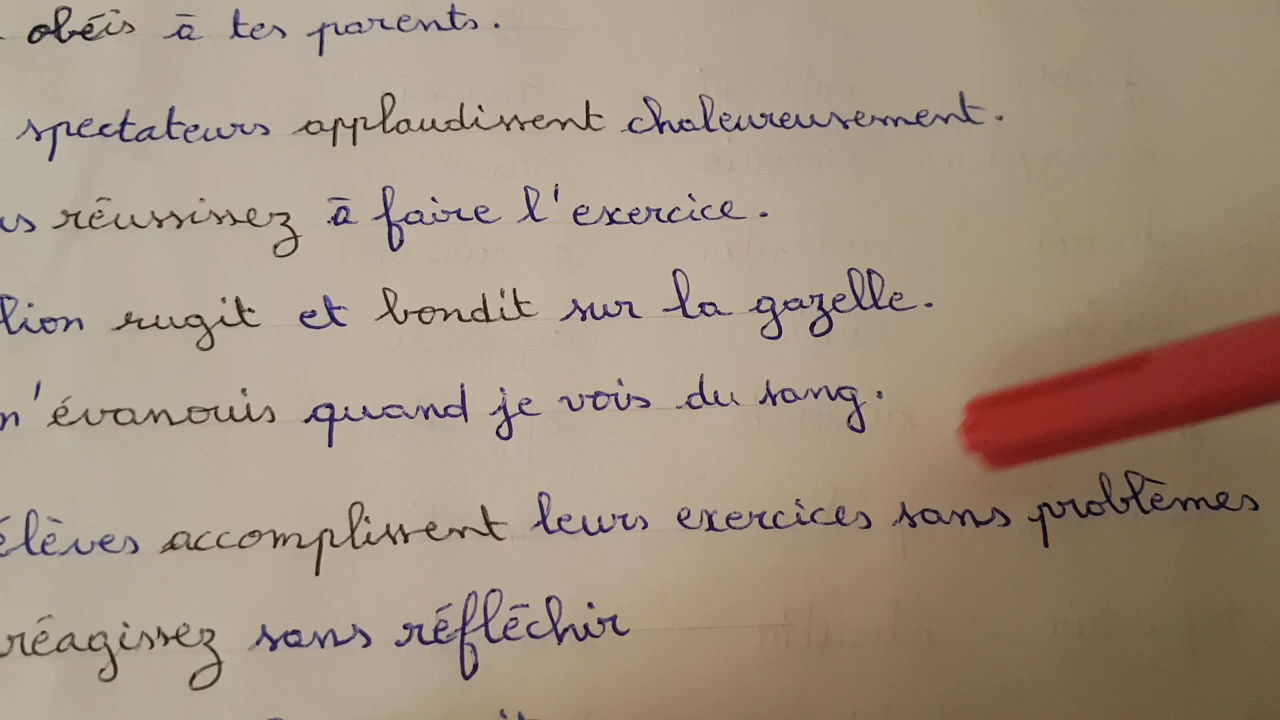 obéis à tes parents.
spectateurs applaudissent chaleureusement.
us réussissez à faire l'exercice.
lion rugit et bondit sur la gazelle.
m'évanouis quand je vois du sang.
élèves accomplissent leurs exercices sans problèmes
réagissez sans réfléchir